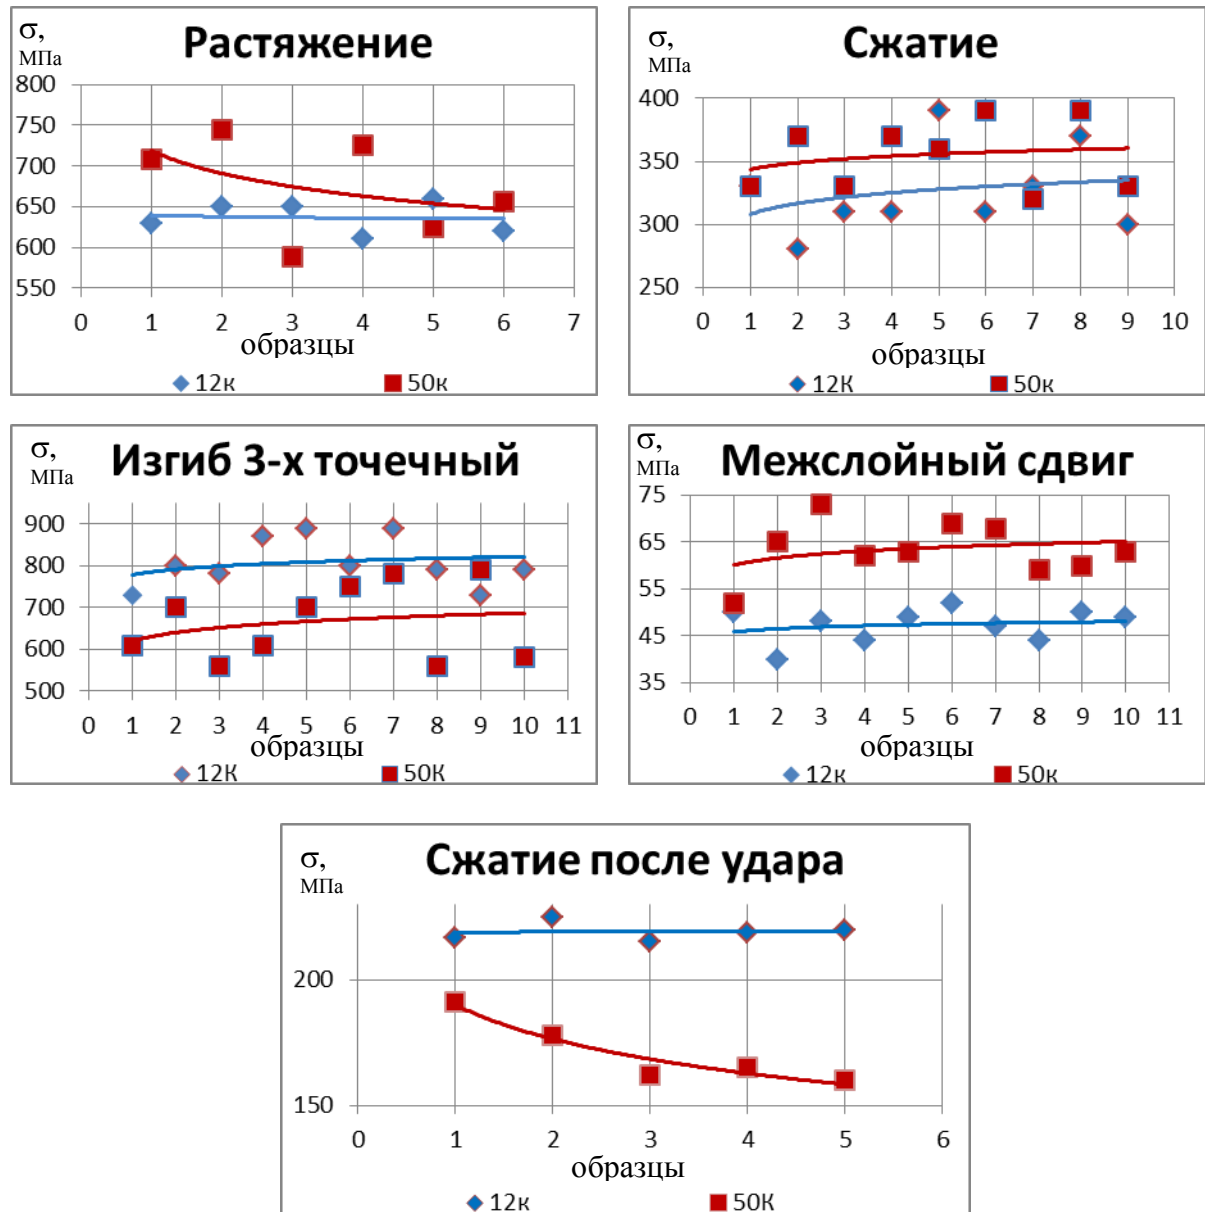 σ,
МПа
Растяжение
800
750
700
650
600
550
0 1 2 3 4 5 6 7
образцы
12к 50к
σ,
МПа
Сжатие
400
350
300
250
0 1 2 3 4 5 6 7 8 9 10
образцы
12К 50к
σ,
МПа
Изгиб 3-х точечный
900
800
700
600
500
0 1 2 3 4 5 6 7 8 9 10 11
образцы
12К 50К
σ,
МПа
Межслойный сдвиг
75
65
55
45
35
0 1 2 3 4 5 6 7 8 9 10 11
образцы
12к 50к
σ,
МПа
Сжатие после удара
200
150
0 1 2 3 4 5 6
образцы
12к 50К